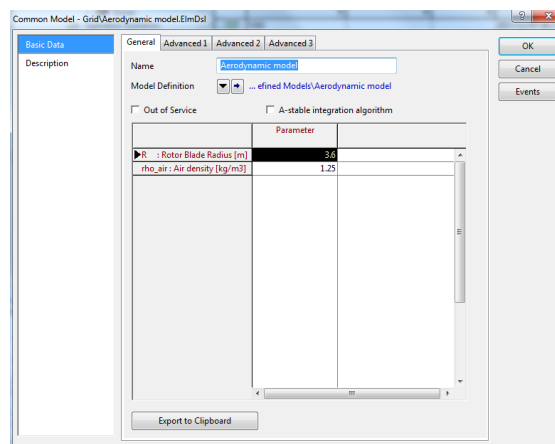 Common Model - Grid\Aerodynamic model.ElmDsl
Basic Data
Description
General Advanced 1 Advanced 2 Advanced 3
Name Aerodynamic model
Model Definition ... efined Models\Aerodynamic model
Out of Service A-stable integration algorithm
Parameter
R : Rotor Blade Radius [m] 3.6
rho_air : Air density [kg/m3] 1.25
Export to Clipboard
OK
Cancel
Events